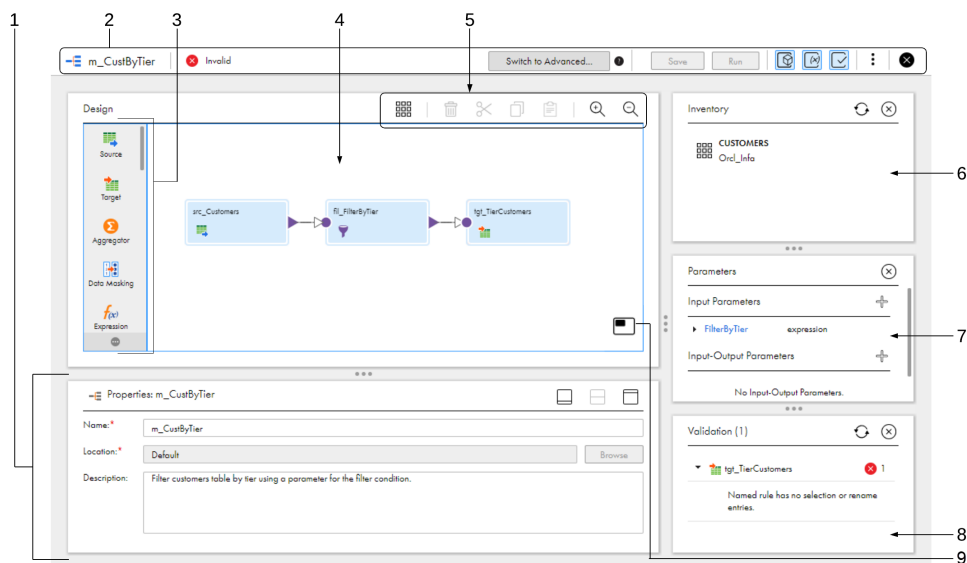 1
2
3
4
5
m_CustByTier
Invalid
Switch to Advanced...
Save
Run
Design
Source
Target
Aggregator
Data Masking
f(x)
Expression
src_Customers
fil_FilterByTier
tgt_TierCustomers
Inventory
CUSTOMERS
Orcl_Infa
6
Parameters
Input Parameters
FilterByTier expression
7
Input-Output Parameters
No Input-Output Parameters.
Properties: m_CustByTier
Name:* m_CustByTier
Location:* Default Browse
Description: Filter customers table by tier using a parameter for the filter condition.
Validation (1)
tgt_TierCustomers 1
Named rule has no selection or rename
entries.
8
9